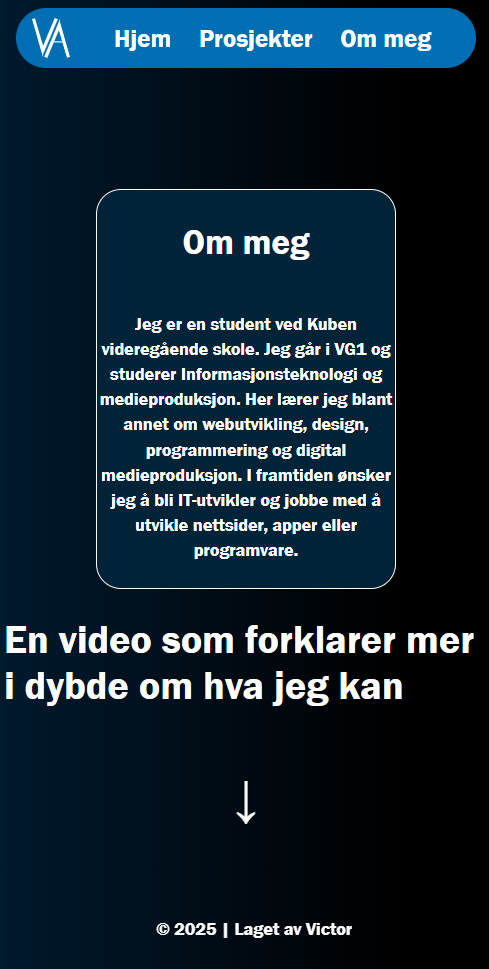 VA
Hjem Prosjekter Om meg
Om meg
Jeg er en student ved Kuben
videregående skole. Jeg går i VG1 og
studerer Informasjonsteknologi og
medieproduksjon. Her lærer jeg blant
annet om webutvikling, design,
programmering og digital
medieproduksjon. I framtiden ønsker
jeg å bli IT-utvikler og jobbe med å
utvikle nettsider, apper eller
programvare.
En video som forklarer mer
i dybde om hva jeg kan
↓
© 2025 | Laget av Victor